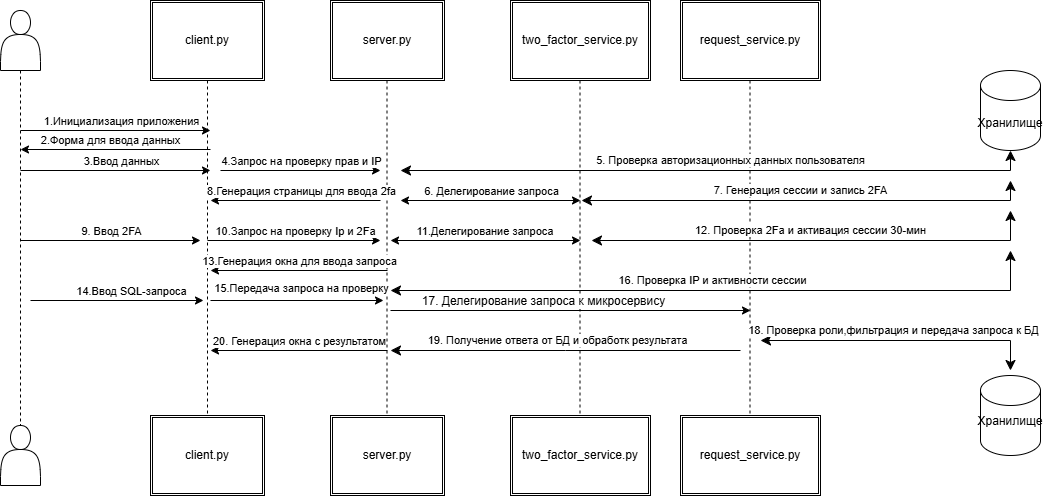 client.py
server.py
two_factor_service.py
request_service.py
Хранилище
1.Инициализация приложения
2.Форма для ввода данных
3.Ввод данных
4.Запрос на проверку прав и IP
5. Проверка авторизационных данных пользователя
8.Генерация страницы для ввода 2fa
6. Делегирование запроса
7. Генерация сессии и запись 2FA
9. Ввод 2FA
10.Запрос на проверку Ip и 2Fa
11.Делегирование запроса
12. Проверка 2Fa и активация сессии 30-мин
13.Генерация окна для ввода запроса
16. Проверка IP и активности сессии
14.Ввод SQL-запроса
15.Передача запроса на проверку
17. Делегирование запроса к микросервису
18. Проверка роли,фильтрация и передача запроса к БД
20. Генерация окна с результатом
19. Получение ответа от БД и обработк результата
Хранилище
client.py
server.py
two_factor_service.py
request_service.py